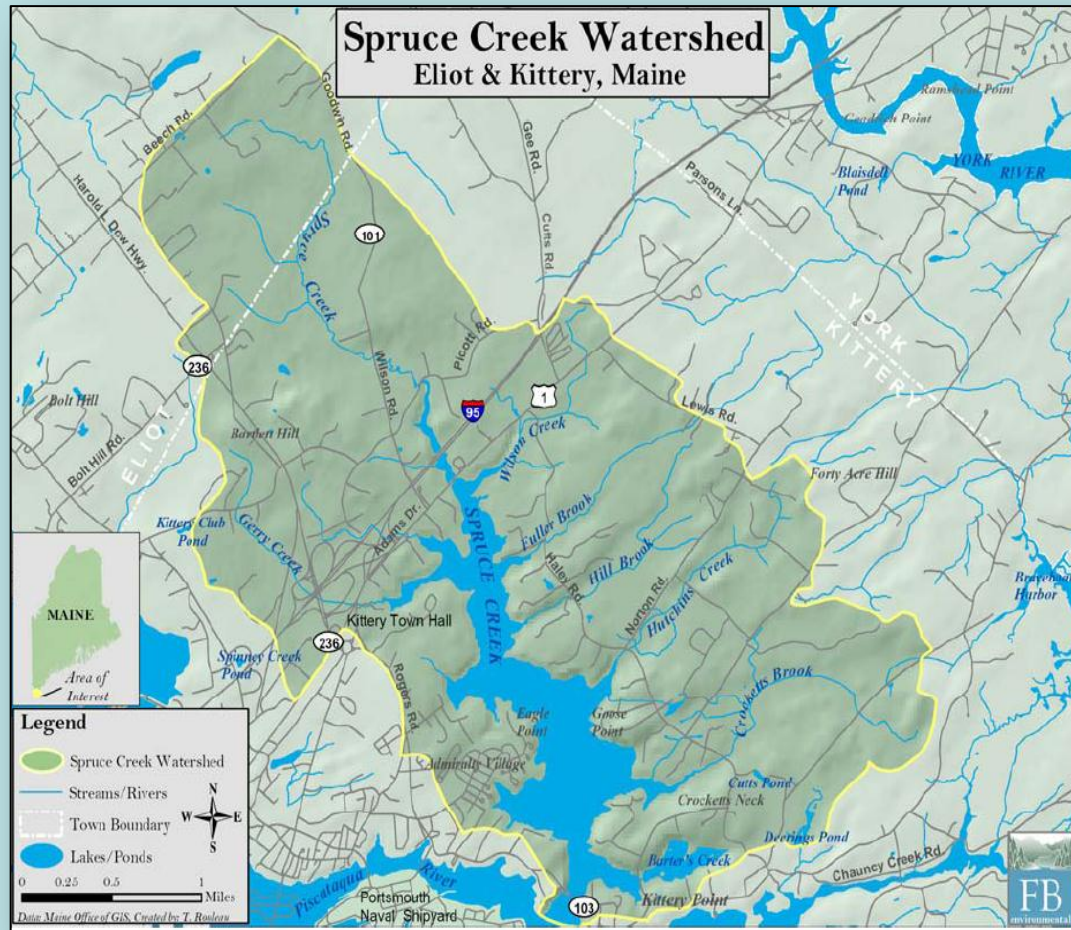 Spruce Creek Watershed
Eliot & Kittery, Maine
Beech Rd.
Goodwin Rd.
Harold L Dow Hwy.
Gee Rd.
Cutts Rd.
Parsons Ln.
Ramshead Point
Point
Blaisdell
Pond
YORK
RIVER
Spruce
Creek
101
236
Picott Rd.
Wilson Rd.
95
1
Wilson Creek
Lewis Rd.
YORK
KITTERY
Bolt Hill
Bolt Hill Rd.
ELIOT
Bartlett Hill
Forty Acre Hill
Kittery Club
Pond
Gerry Creek
Adams Dr.
SPRUCE CREEK
Fuller Brook
Haley Rd.
Hill Brook
Norton Rd.
Hutchins
Creek
Harbor
MAINE
Area of
Interest
Kittery Town Hall
236
Spinney Creek
Pond
Rogers Rd.
Eagle
Point
Goose
Point
Crocketts Brook
Admiralty Village
Cutts Pond
Crocketts Neck
Deerings Pond
Barter's Creek
Chauncy Creek Rd.
Kittery Point
103
Piscataqua
River
Portsmouth
Naval Shipyard
Legend
Spruce Creek Watershed
Streams/Rivers
Town Boundary
Lakes/Ponds
N
W
E
S
0 0.25 0.5 1
Miles
Data: Maine Office of GIS, Created by: T. Rouleau
FB
environmental